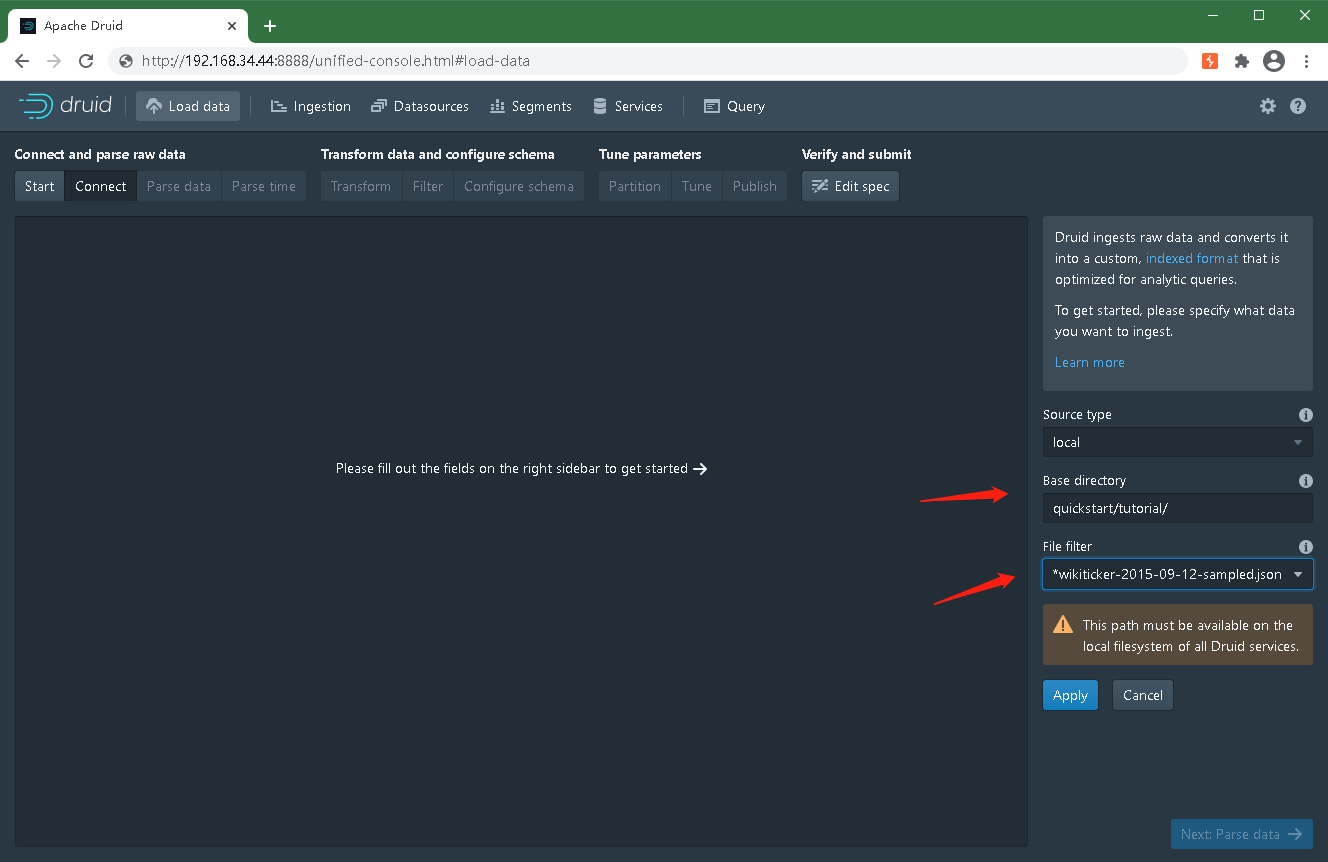 Apache Druid
http://192.168.34.44:8888/unified-console.html#load-data
druid Load data Ingestion Datasources Segments Services Query
Connect and parse raw data Transform data and configure schema Tune parameters Verify and submit
Start Connect Parse data Parse time Transform Filter Configure schema Partition Tune Publish Edit spec
Druid ingests raw data and converts it
into a custom, indexed format that is
optimized for analytic queries.
To get started, please specify what data
you want to ingest.
Learn more
Please fill out the fields on the right sidebar to get started
Source type
local
Base directory
quickstart/tutorial/
File filter
*wikiticker-2015-09-12-sampled.json
This path must be available on the
local filesystem of all Druid services.
Apply Cancel
Next: Parse data